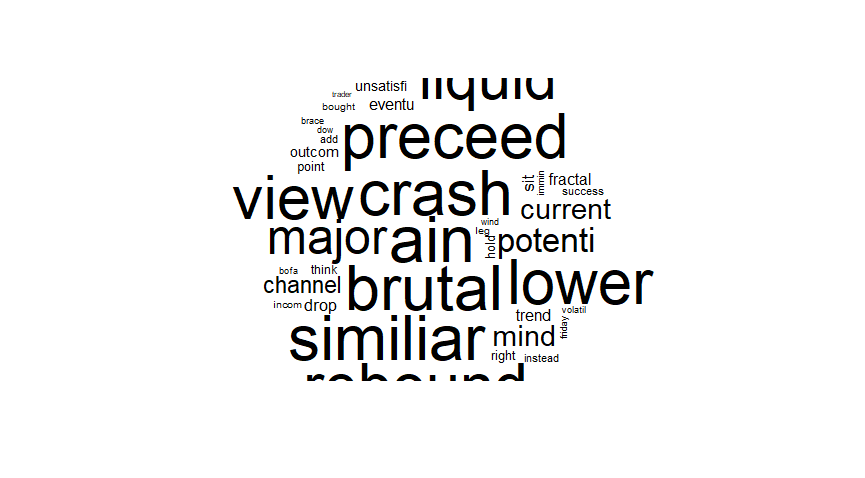 liquid
unsatisfi
trader
bought
eventu
brace
dow
add
preceed
outcom
point
view
crash
sit
immin
fractal
success
current
major
ain
wind
leg
hold
potenti
bofa
think
channel
brutal
lower
incom
drop
similiar
trend
volatil
friday
mind
right
instead
rebound